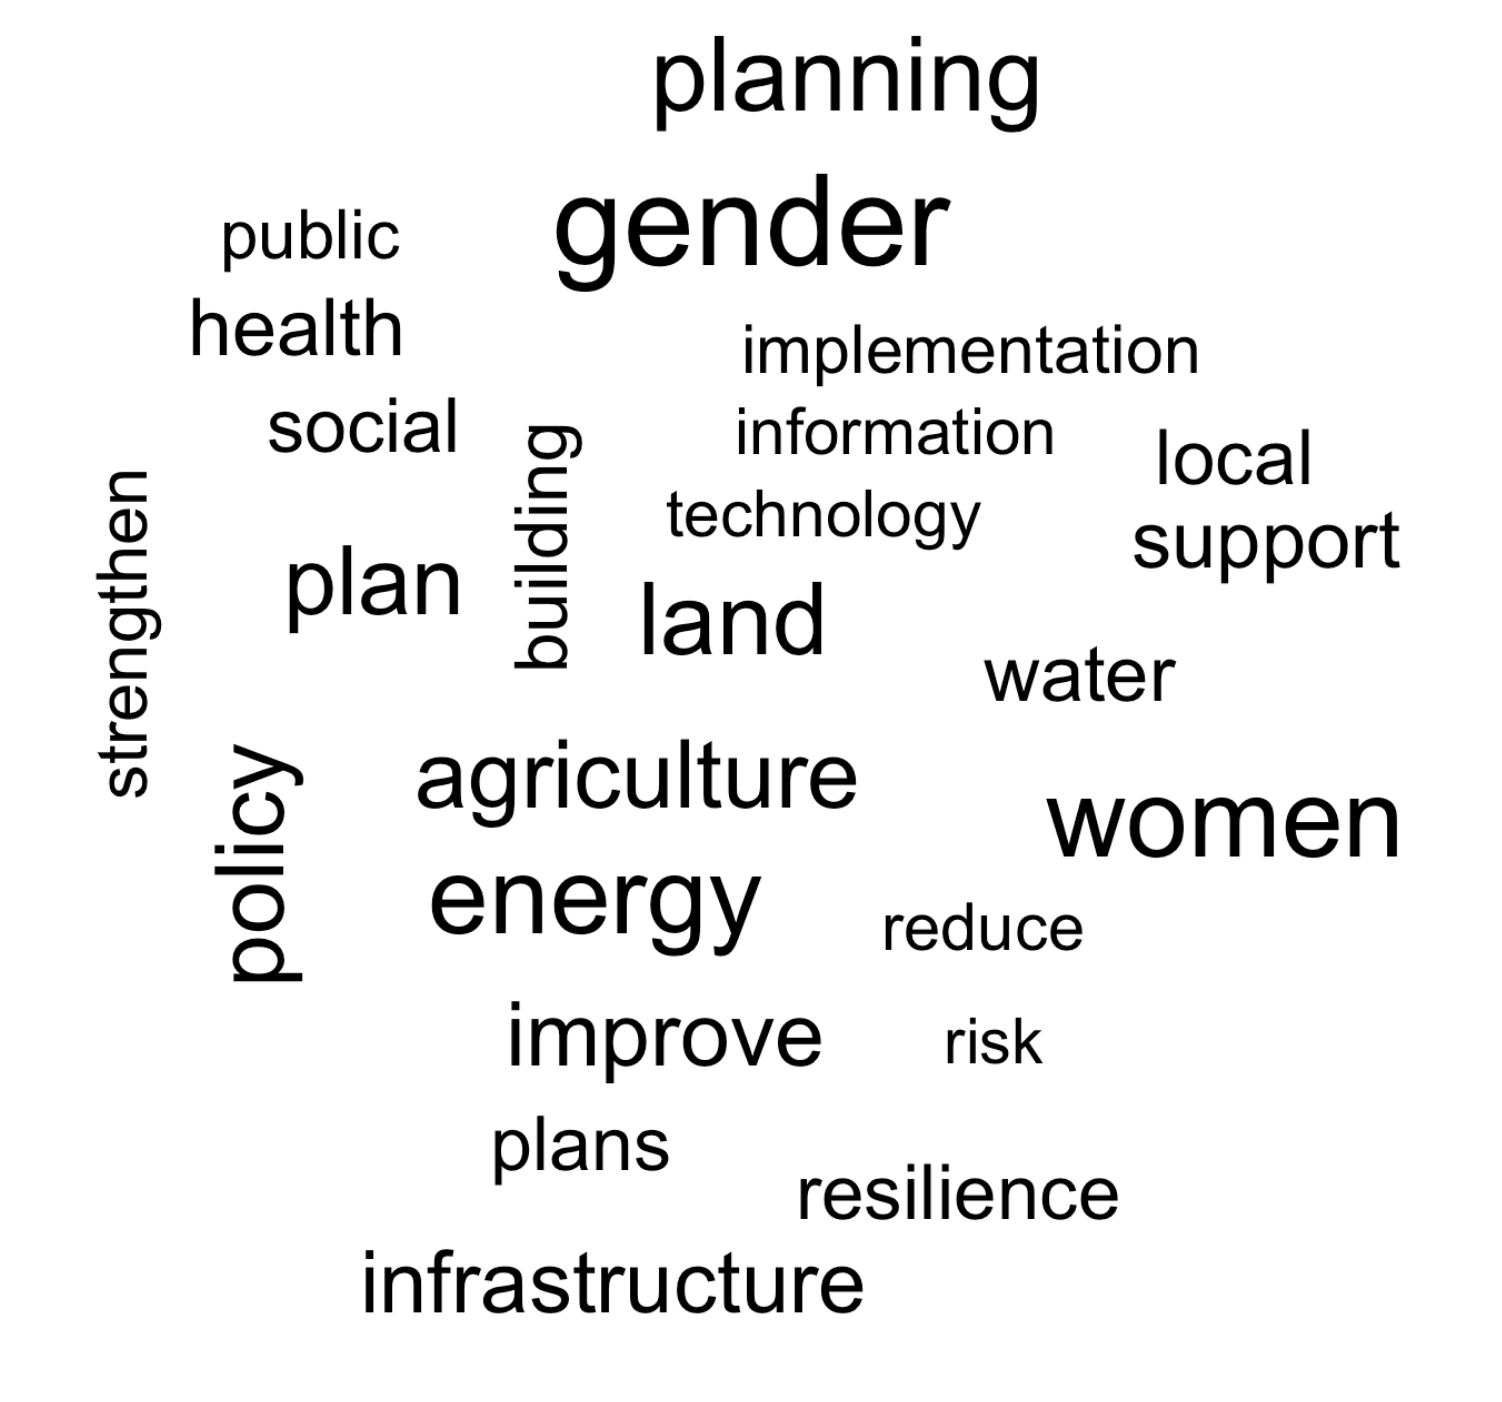 planning
gender
public
health
implementation
social
information
local
building
strengthen
technology
support
plan
land
water
agriculture
policy
women
energy
reduce
improve
risk
plans
resilience
infrastructure